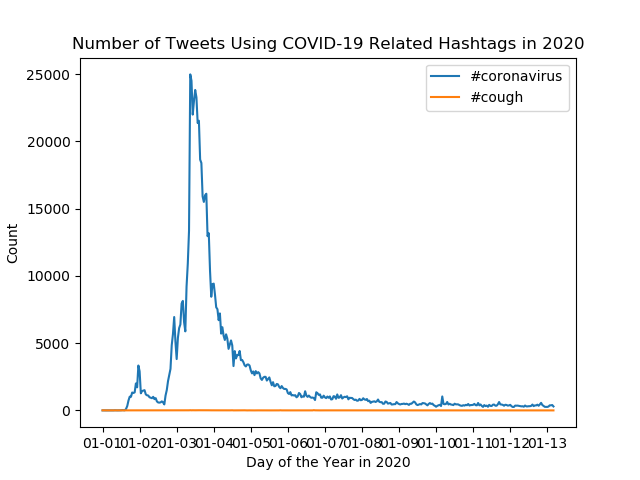 Number of Tweets Using COVID-19 Related Hashtags in 2020
#coronavirus
#cough
25000
20000
15000
10000
5000
0
Count
01-01 01-02 01-03 01-04 01-05 01-06 01-07 01-08 01-09 01-10 01-11 01-12 01-13
Day of the Year in 2020